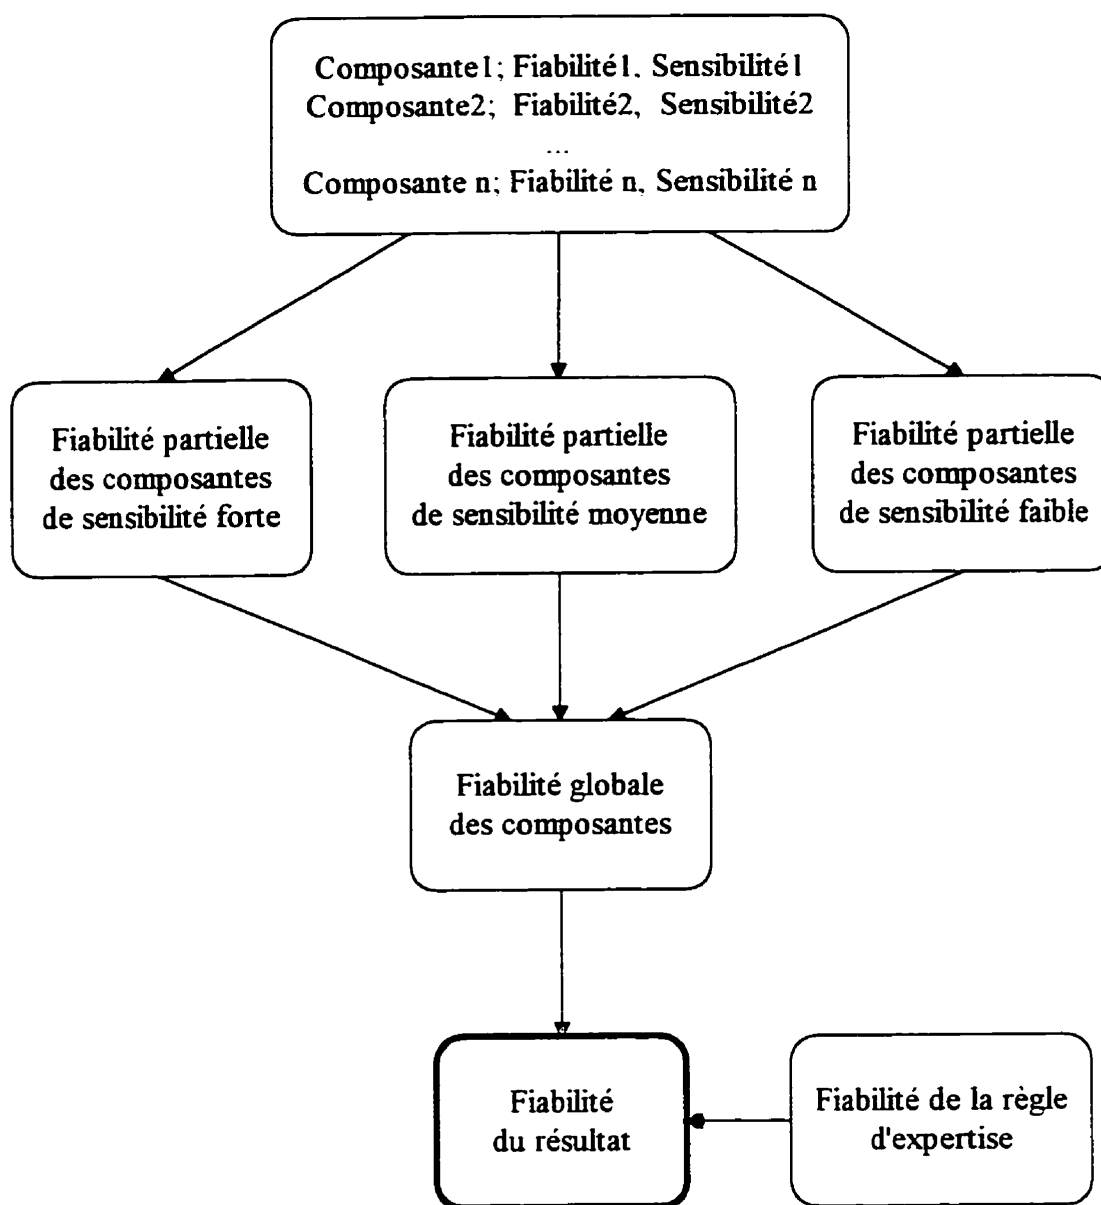 Composante1; Fiabilité1, Sensibilité1
Composante2; Fiabilité2, Sensibilité2
...
Composante n; Fiabilité n, Sensibilité n
Fiabilité partielle
des composantes
de sensibilité forte
Fiabilité partielle
des composantes
de sensibilité moyenne
Fiabilité partielle
des composantes
de sensibilité faible
Fiabilité globale
des composantes
Fiabilité
du résultat
Fiabilité de la règle
d'expertise